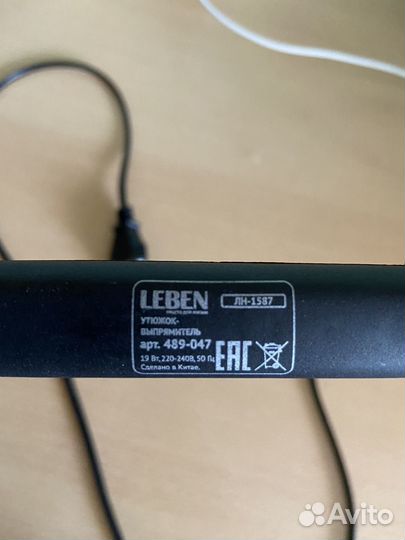 LEBEN ЛН-1587
УТЮЖОК-
ВЫПРЯМИТЕЛЬ
арт. 489-047
19 Вт, 220-240В, 50 Гц
Сделано в Китае.
EAC
Avito